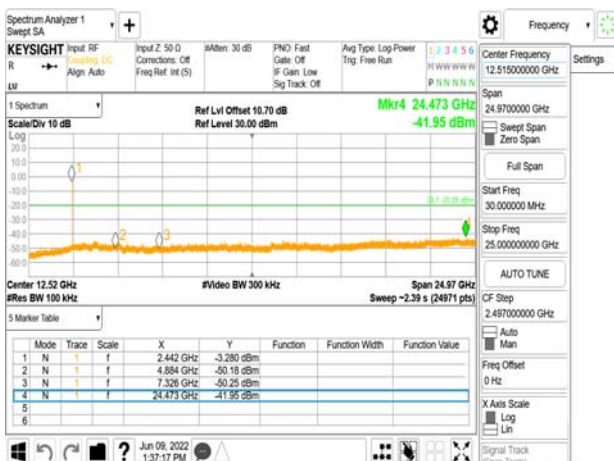 Spectrum Analyzer 1
Swept SA
Frequency
KEYSIGHT
R
Input: RF
Coupling: DC
Align: Auto
Input Z: 50 Ω
Corrections: Off
Freq Ref: Int (S)
#Atten: 30 dB
PNO: Fast
Gate: Off
IF Gain: Low
Sig Track: Off
Avg Type: Log-Power
Trig: Free Run
1 2 3 4 5 6
M W W W W W
P N N N N N
1 Spectrum
Scale/Div 10 dB
Ref Lvl Offset 10.70 dB
Ref Level 30.00 dBm
Mkr4 24.473 GHz
-41.95 dBm
Log
20.0
10.0
0.00
-10.0
-20.0
-30.0
-40.0
-50.0
-60.0
1
2
3
Center 12.52 GHz
#Res BW 100 kHz
#Video BW 300 kHz
Span 24.97 GHz
Sweep ~2.39 s (24971 pts)
5 Marker Table
Mode Trace Scale X Y Function Function Width Function Value
1 N 1 f 2.442 GHz -3.280 dBm
2 N 1 f 4.884 GHz -50.18 dBm
3 N 1 f 7.326 GHz -50.25 dBm
4 N 1 f 24.473 GHz -41.95 dBm
5
6
Jun 09, 2022
1:37:17 PM
Center Frequency
12.515000000 GHz
Settings
Span
24.9700000 GHz
Swept Span
Zero Span
Full Span
Start Freq
30.000000 MHz
Stop Freq
25.000000000 GHz
AUTO TUNE
CF Step
2.497000000 GHz
Auto
Man
Freq Offset
0 Hz
X Axis Scale
Log
Lin
Signal Track